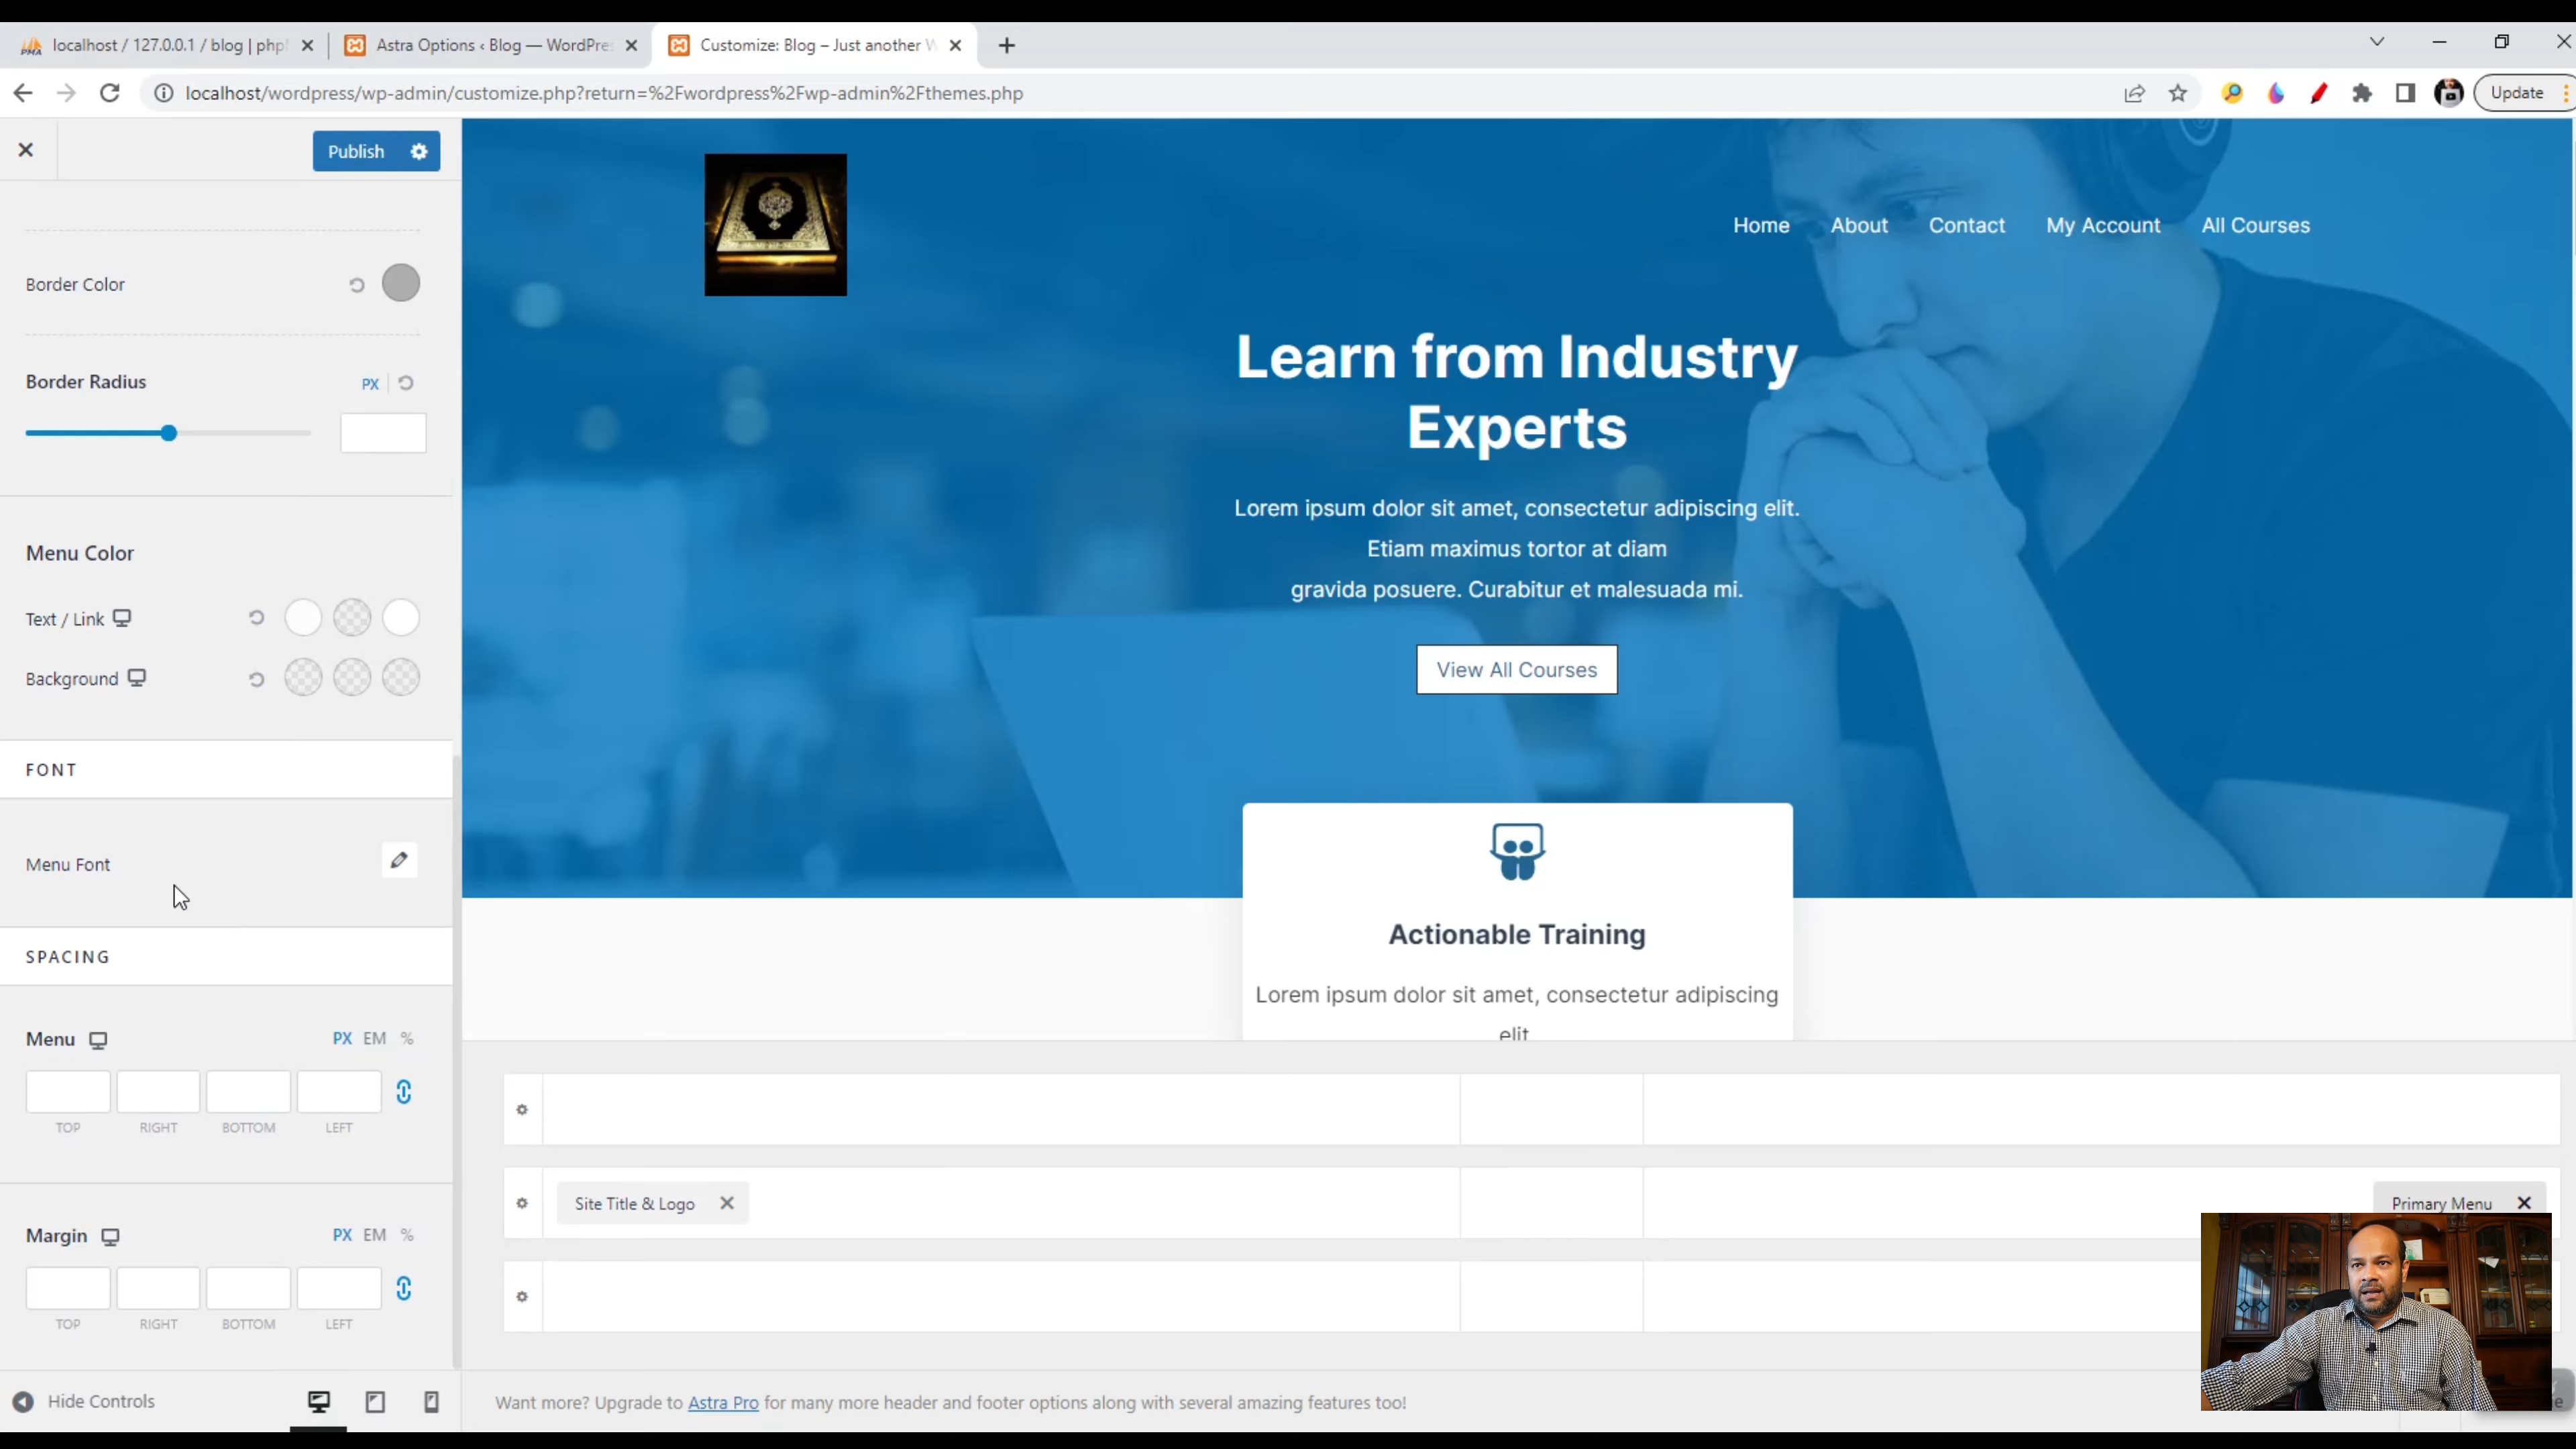 localhost / 127.0.0.1 / blog | php
Astra Options ‹ Blog — WordPre
Customize: Blog – Just another W
localhost/wordpress/wp-admin/customize.php?return=%2Fwordpress%2Fwp-admin%2Fthemes.php
Update
Publish
Border Color
Border Radius
PX
Menu Color
Text / Link
Background
FONT
Menu Font
SPACING
Menu
PX EM %
TOP RIGHT BOTTOM LEFT
Margin
PX EM %
TOP RIGHT BOTTOM LEFT
Hide Controls
Home About Contact My Account All Courses
Learn from Industry
Experts
Lorem ipsum dolor sit amet, consectetur adipiscing elit.
Etiam maximus tortor at diam
gravida posuere. Curabitur et malesuada mi.
View All Courses
Actionable Training
Lorem ipsum dolor sit amet, consectetur adipiscing
elit
Site Title & Logo
Primary Menu
Want more? Upgrade to Astra Pro for many more header and footer options along with several amazing features too!